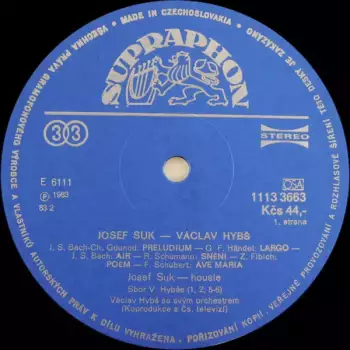 • MADE IN CZECHOSLOVAKIA •
VŠECHNA PRÁVA GRAMOFONOVÉHO VÝROBCE A VLASTNÍKŮ AUTORSKÝCH PRÁV K DÍLU VYHRAŽENA • POŘIZOVÁNÍ KOPIÍ, VEŘEJNÉ PROVOZOVÁNÍ A ROZHLASOVÉ ŠÍŘENÍ TÉTO DESKY JE ZAKÁZÁNO
SUPRAPHON
33
STEREO
E 6111
℗ 1983
83 2
OSA
1113 3663
Kčs 44,-
1. strana
JOSEF SUK — VÁCLAV HYBŠ
J. S. Bach-Ch. Gounod: PRELUDIUM — G. F. Händel: LARGO —
J. S. Bach: AIR — R. Schumann: SNĚNÍ — Z. Fibich:
POEM — F. Schubert: AVE MARIA
Josef Suk — housle
Sbor V. Hybše (1, 2, 5-6)
Václav Hybš se svým orchestrem
(Koprodukce s Čs. televizí)